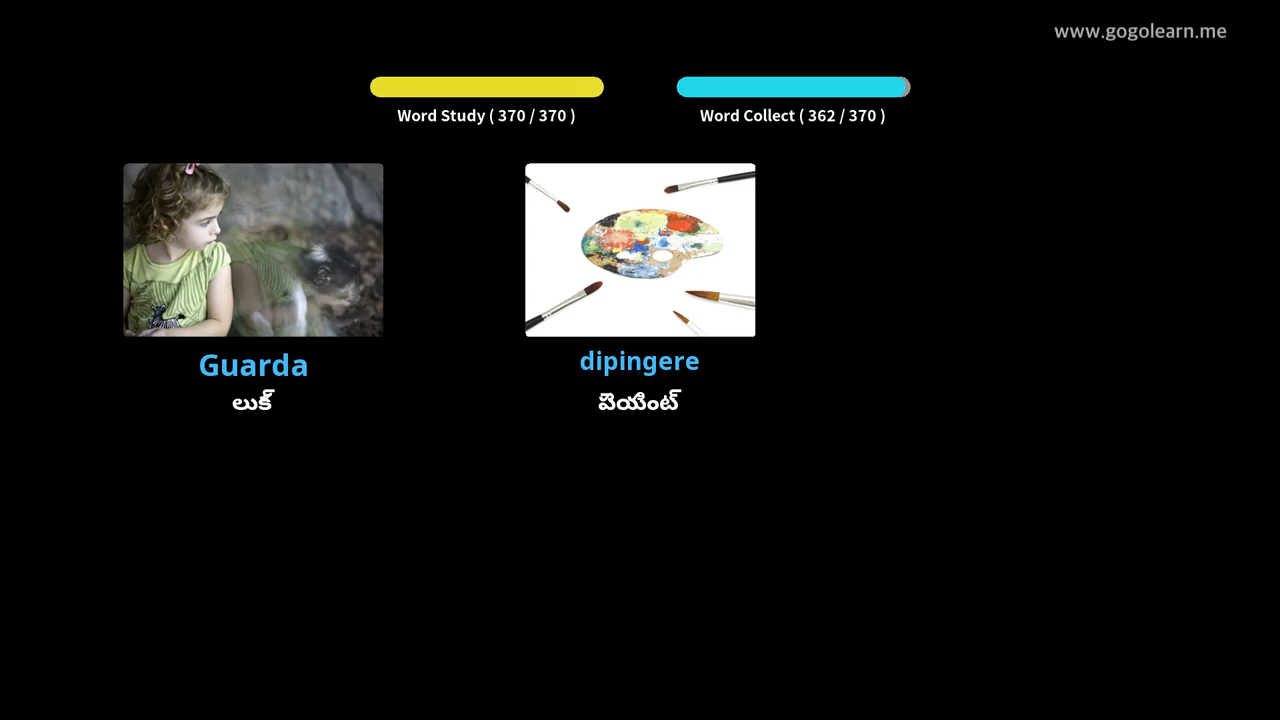 www.gogolearn.me
Word Study ( 370 / 370 )
Word Collect ( 362 / 370 )
Guarda
లుక్
dipingere
పెయింట్